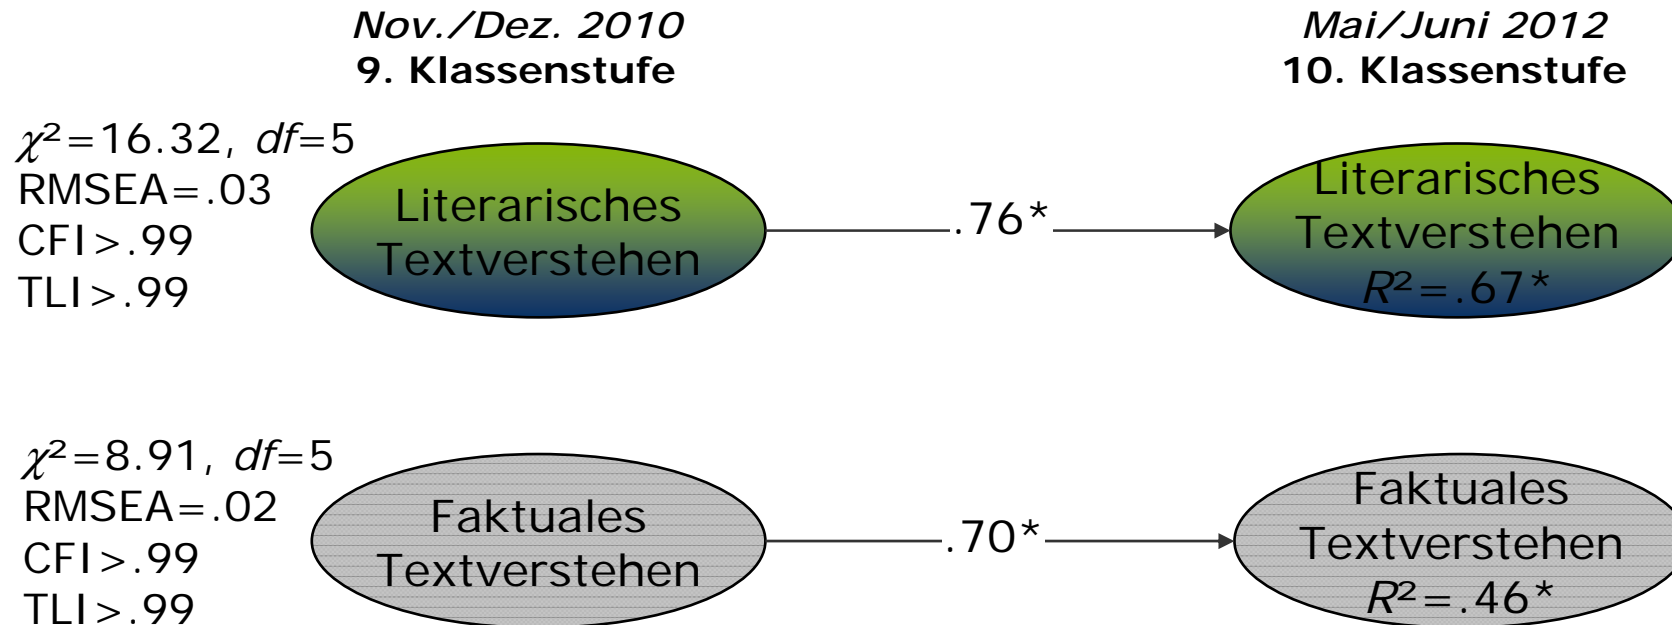 Nov./Dez. 2010
9. Klassenstufe
Mai/Juni 2012
10. Klassenstufe
χ²=16.32, df=5
RMSEA=.03
CFI>.99
TLI>.99
Literarisches
Textverstehen
.76*
Literarisches
Textverstehen
R²=.67*
χ²=8.91, df=5
RMSEA=.02
CFI>.99
TLI>.99
Faktuales
Textverstehen
.70*
Faktuales
Textverstehen
R²=.46*